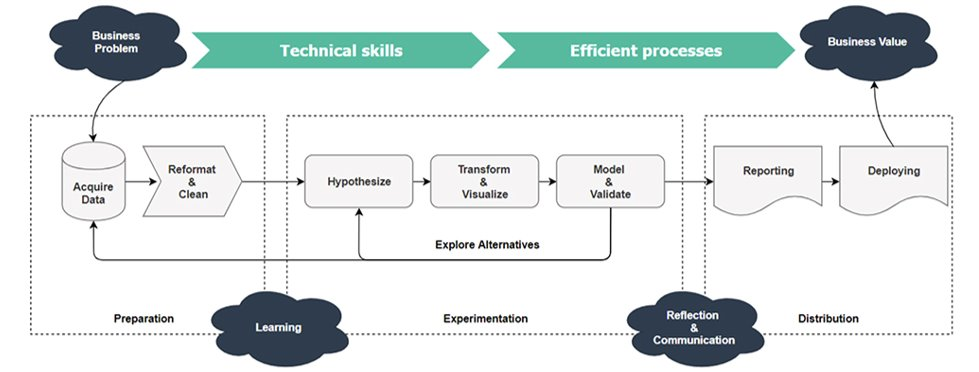 Business
Problem
Technical skills
Efficient processes
Business Value
Acquire
Data
Reformat
&
Clean
Hypothesize
Transform
&
Visualize
Model
&
Validate
Reporting
Deploying
Explore Alternatives
Preparation
Learning
Experimentation
Reflection
&
Communication
Distribution